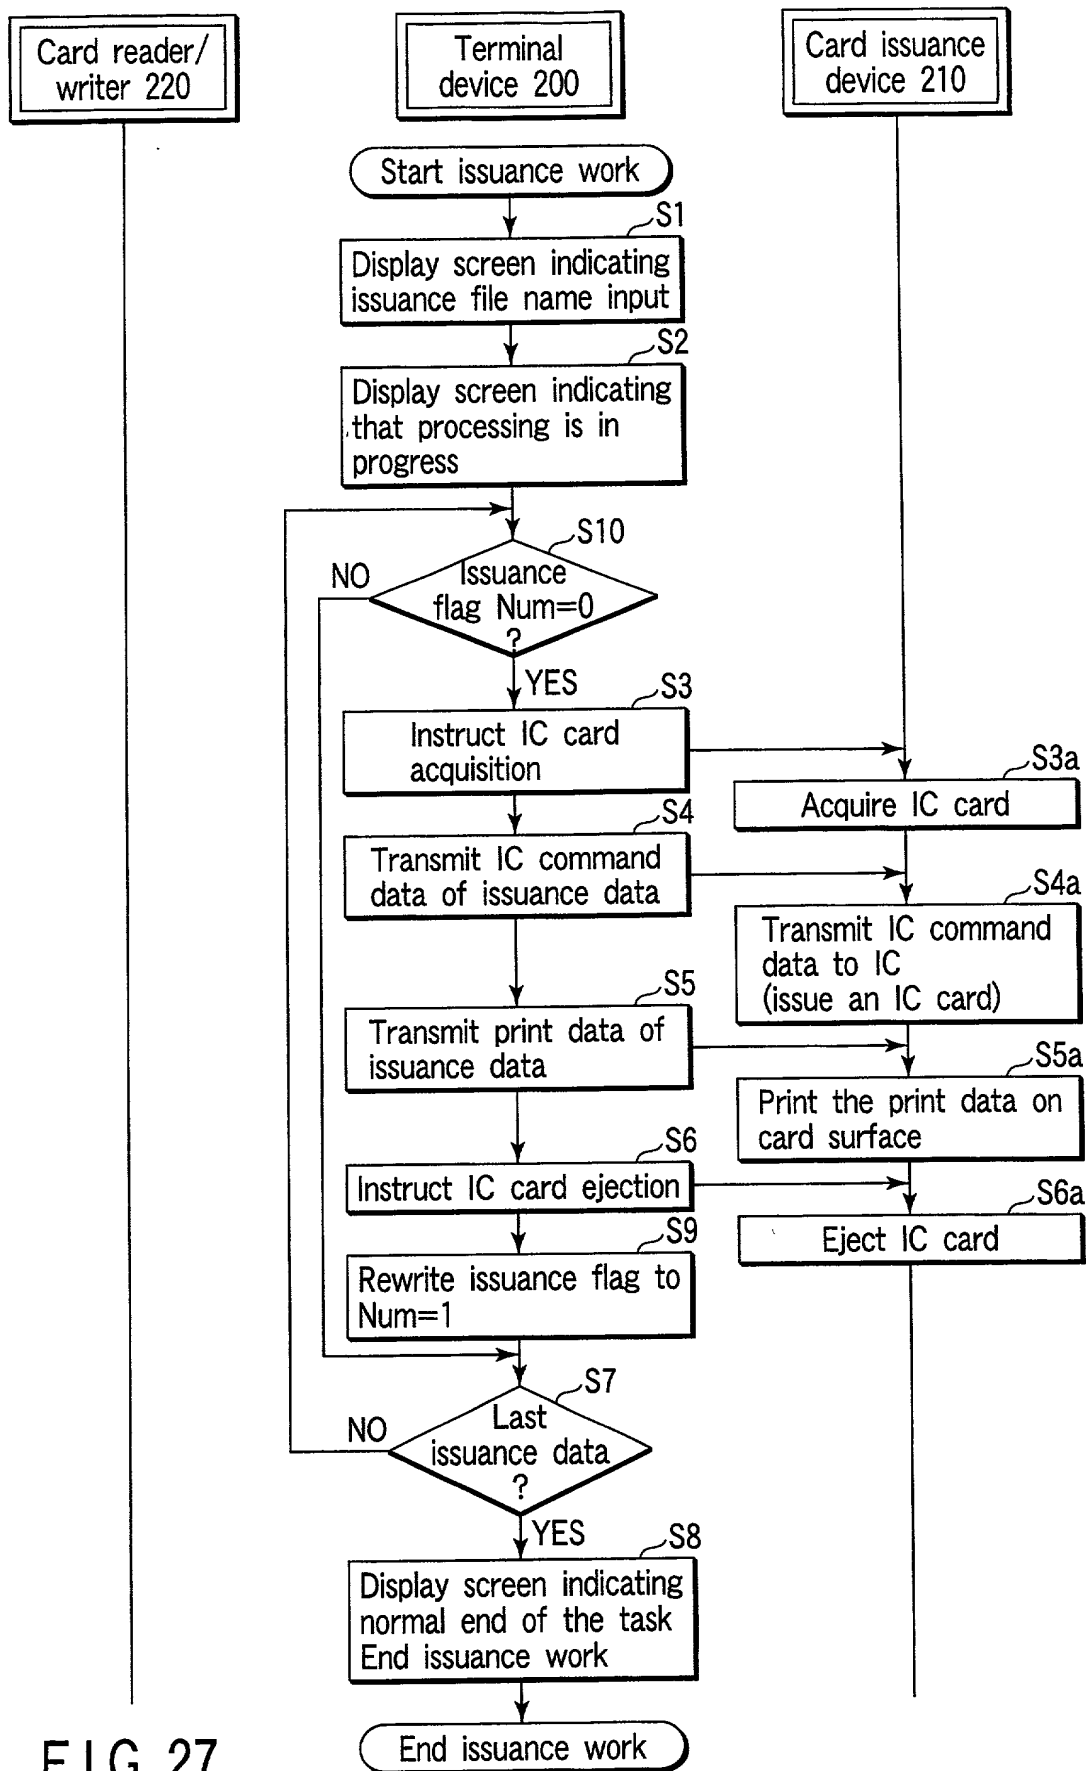 Card reader/
writer 220
Terminal
device 200
Card issuance
device 210
Start issuance work
S1
Display screen indicating
issuance file name input
S2
Display screen indicating
that processing is in
progress
S10
Issuance
flag Num=0
?
NO
YES
S3
Instruct IC card
acquisition
S3a
Acquire IC card
S4
Transmit IC command
data of issuance data
S4a
Transmit IC command
data to IC
(issue an IC card)
S5
Transmit print data of
issuance data
S5a
Print the print data on
card surface
S6
Instruct IC card ejection
S6a
Eject IC card
S9
Rewrite issuance flag to
Num=1
S7
Last
issuance data
?
NO
YES
S8
Display screen indicating
normal end of the task
End issuance work
End issuance work
FIG. 27